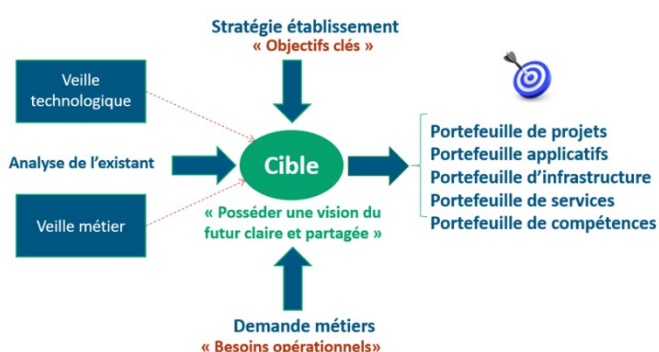 Stratégie établissement
« Objectifs clés »
Veille
technologique
Analyse de l'existant
Cible
Portefeuille de projets
Portefeuille applicatifs
Portefeuille d'infrastructure
Portefeuille de services
Portefeuille de compétences
Veille métier
« Posséder une vision du
futur claire et partagée »
Demande métiers
« Besoins opérationnels»